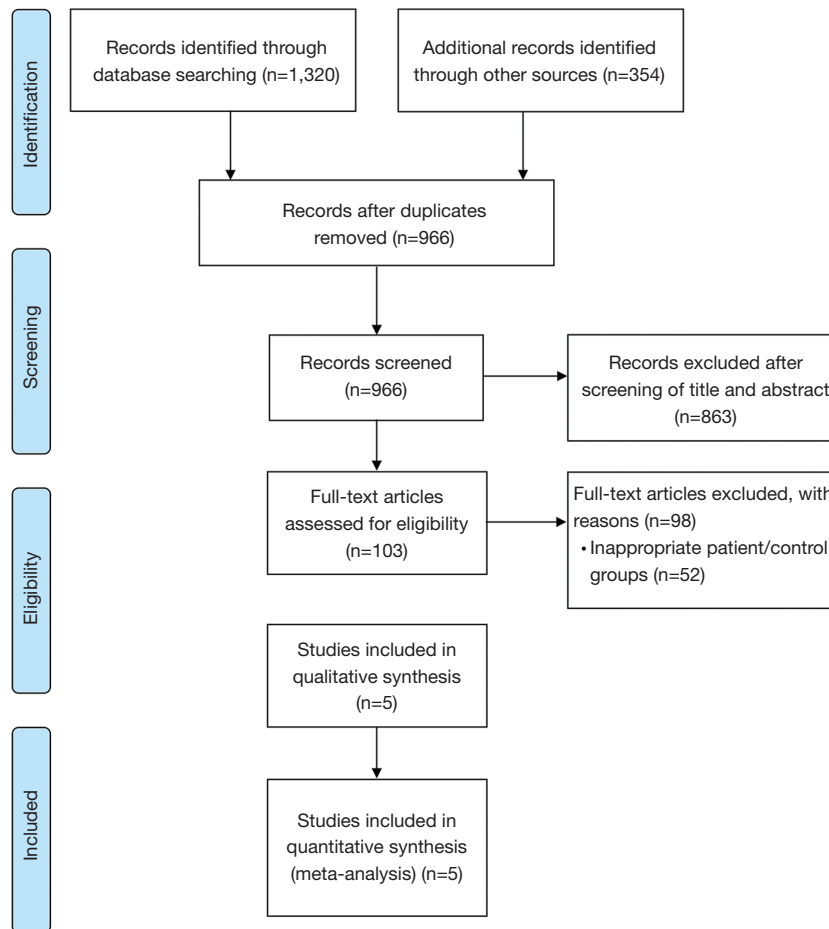 Identification
Records identified through
database searching (n=1,320)
Additional records identified
through other sources (n=354)
Records after duplicates
removed (n=966)
Screening
Records screened
(n=966)
Records excluded after
screening of title and abstract
(n=863)
Eligibility
Full-text articles
assessed for eligibility
(n=103)
Full-text articles excluded, with
reasons (n=98)
• Inappropriate patient/control
groups (n=52)
Studies included in
qualitative synthesis
(n=5)
Included
Studies included in
quantitative synthesis
(meta-analysis) (n=5)